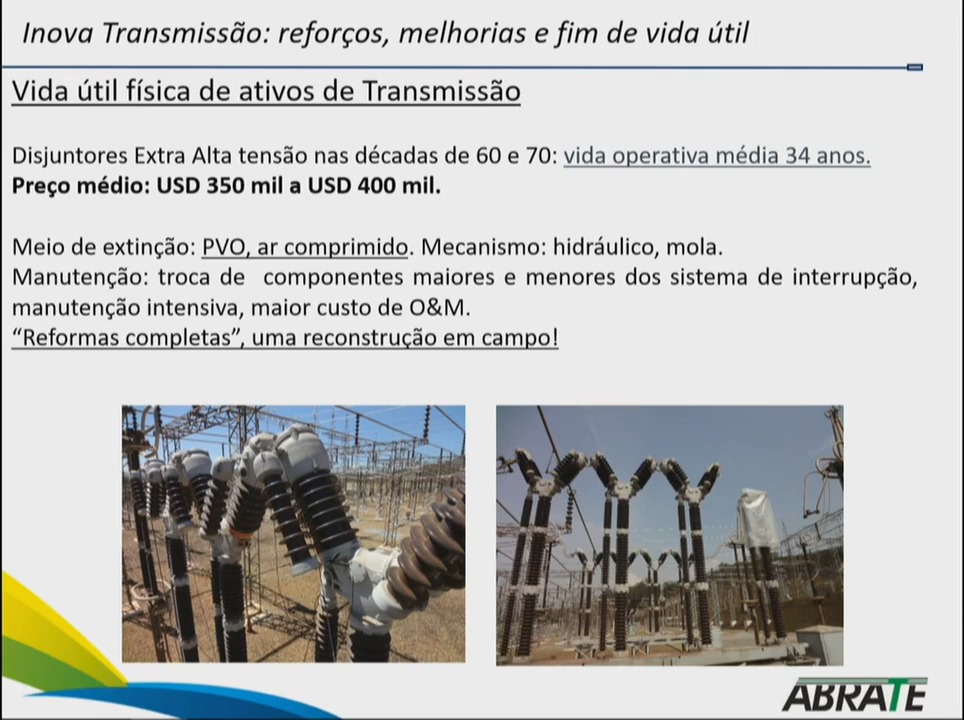 Inova Transmissão: reforços, melhorias e fim de vida útil
Vida útil física de ativos de Transmissão
Disjuntores Extra Alta tensão nas décadas de 60 e 70: vida operativa média 34 anos.
Preço médio: USD 350 mil a USD 400 mil.
Meio de extinção: PVO, ar comprimido. Mecanismo: hidráulico, mola.
Manutenção: troca de componentes maiores e menores dos sistema de interrupção,
manutenção intensiva, maior custo de O&M.
“Reformas completas”, uma reconstrução em campo!
ABRATE